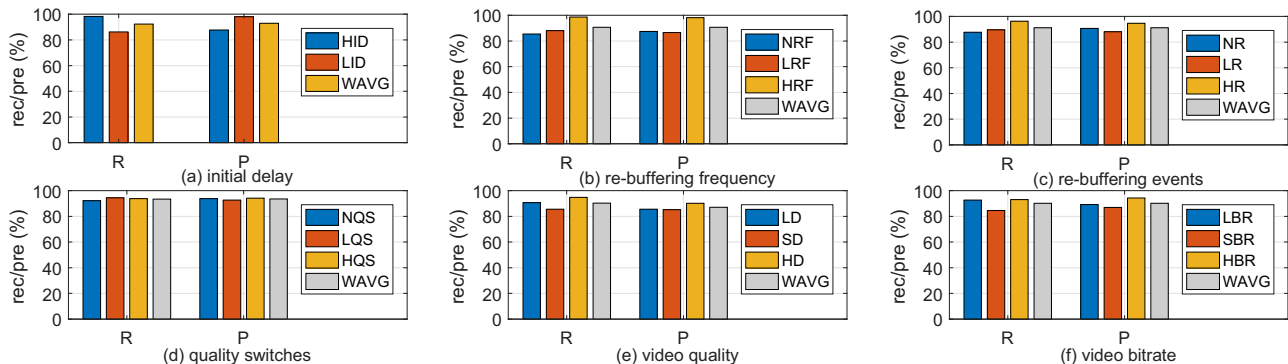 100
80
60
40
20
0
rec/pre (%)
HID
LID
WAVG
R
P
(a) initial delay
100
80
60
40
20
0
rec/pre (%)
NRF
LRF
HRF
WAVG
R
P
(b) re-buffering frequency
100
80
60
40
20
0
rec/pre (%)
NR
LR
HR
WAVG
R
P
(c) re-buffering events
100
80
60
40
20
0
rec/pre (%)
NQS
LQS
HQS
WAVG
R
P
(d) quality switches
100
80
60
40
20
0
rec/pre (%)
LD
SD
HD
WAVG
R
P
(e) video quality
100
80
60
40
20
0
rec/pre (%)
LBR
SBR
HBR
WAVG
R
P
(f) video bitrate